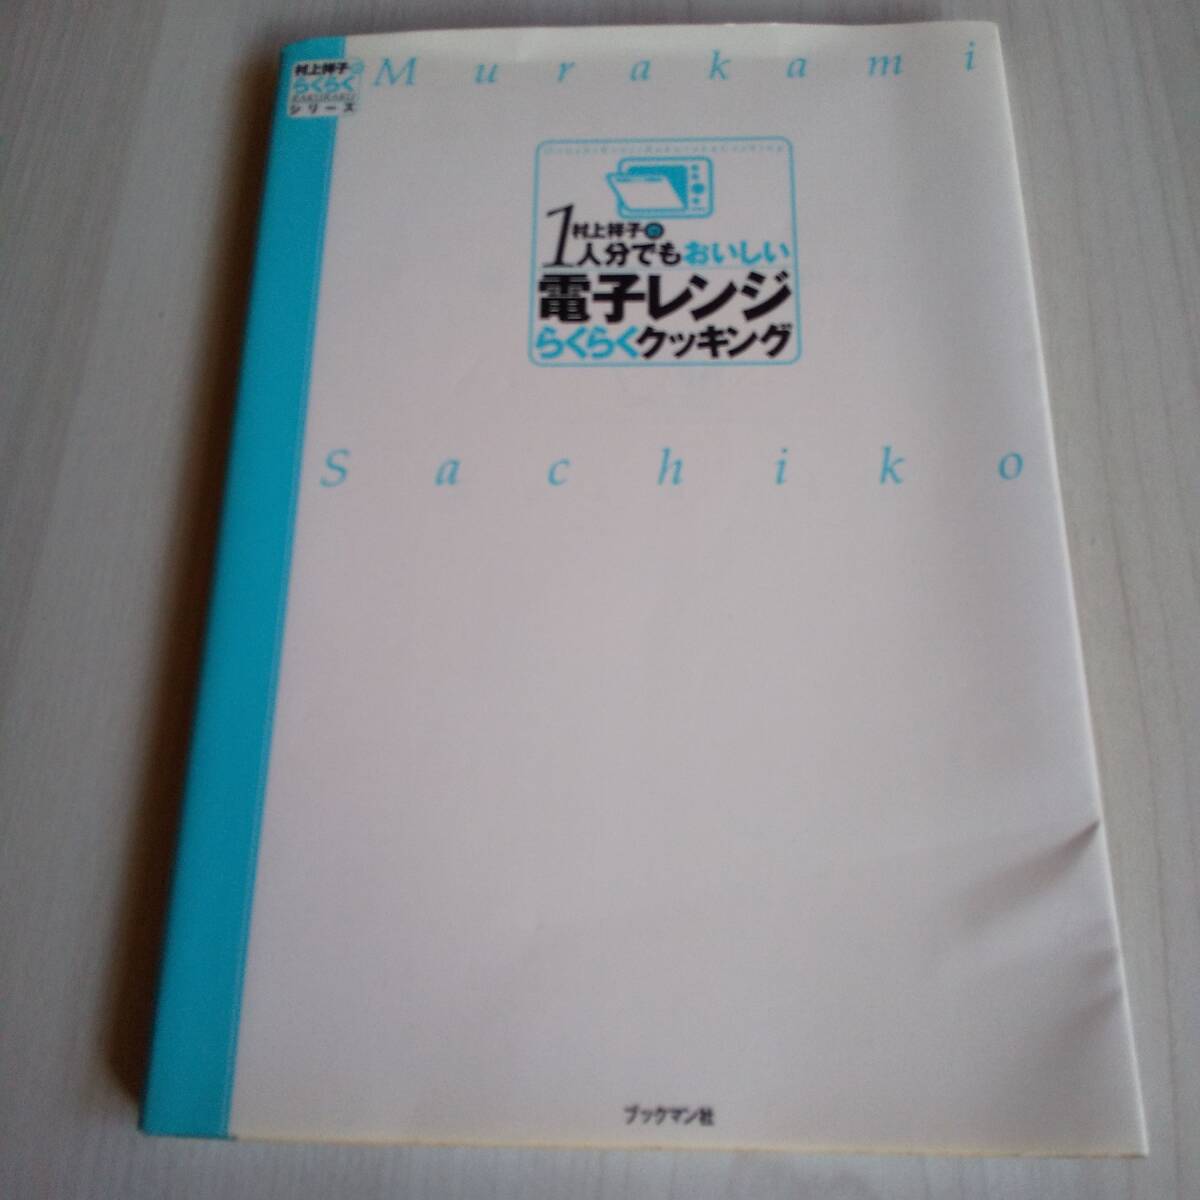 村上祥子の
らくらく
RAKURAKU
シリーズ
Murakami
村上祥子の
1人分でもおいしい
電子レンジ
らくらくクッキング
Sachiko
ブックマン社